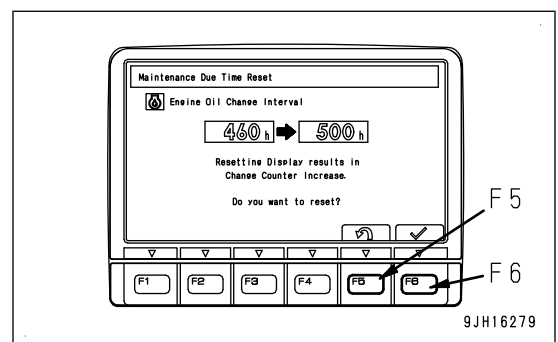 Maintenance Due Time Reset
Engine Oil Change Interval
460 h 500 h
Resetting Display results in
Change Counter Increase.
Do you want to reset?
F5
F1 F2 F3 F4 F5 F6
F6
9JH16279